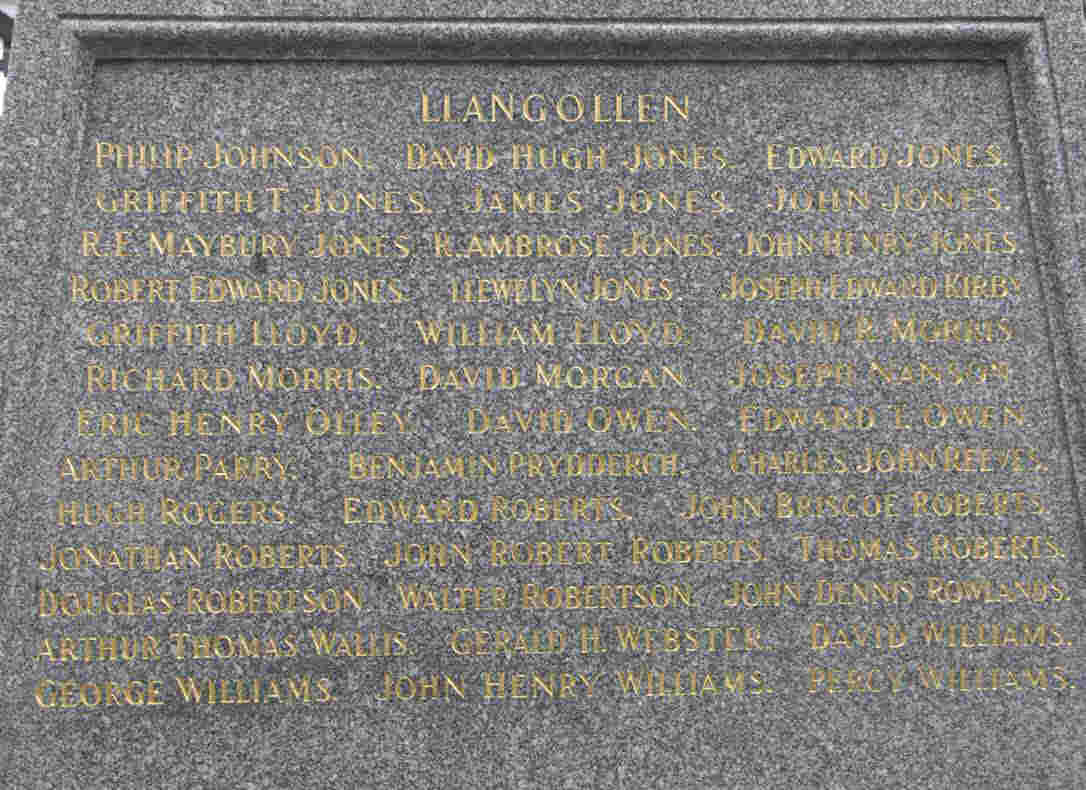 LLANGOLLEN
PHILIP JOHNSON. DAVID HUGH JONES. EDWARD JONES.
GRIFFITH T. JONES. JAMES JONES. JOHN JONES.
R.E. MAYBURY JONES. R. AMBROSE JONES. JOHN HENRY JONES.
ROBERT EDWARD JONES. LLEWELYN JONES. JOSEPH EDWARD KIRBY.
GRIFFITH LLOYD. WILLIAM LLOYD. DAVID R. MORRIS.
RICHARD MORRIS. DAVID MORGAN. JOSEPH NANSON.
ERIC HENRY OLLEY. DAVID OWEN. EDWARD T. OWEN.
ARTHUR PARRY. BENJAMIN PRYDDERCH. CHARLES JOHN REEVES.
HUGH ROGERS. EDWARD ROBERTS. JOHN BRISCOE ROBERTS.
JONATHAN ROBERTS. JOHN ROBERT ROBERTS. THOMAS ROBERTS.
DOUGLAS ROBERTSON. WALTER ROBERTSON. JOHN DENNIS ROWLANDS.
ARTHUR THOMAS WALLIS. GERALD H. WEBSTER. DAVID WILLIAMS.
GEORGE WILLIAMS. JOHN HENRY WILLIAMS. PERCY WILLIAMS.